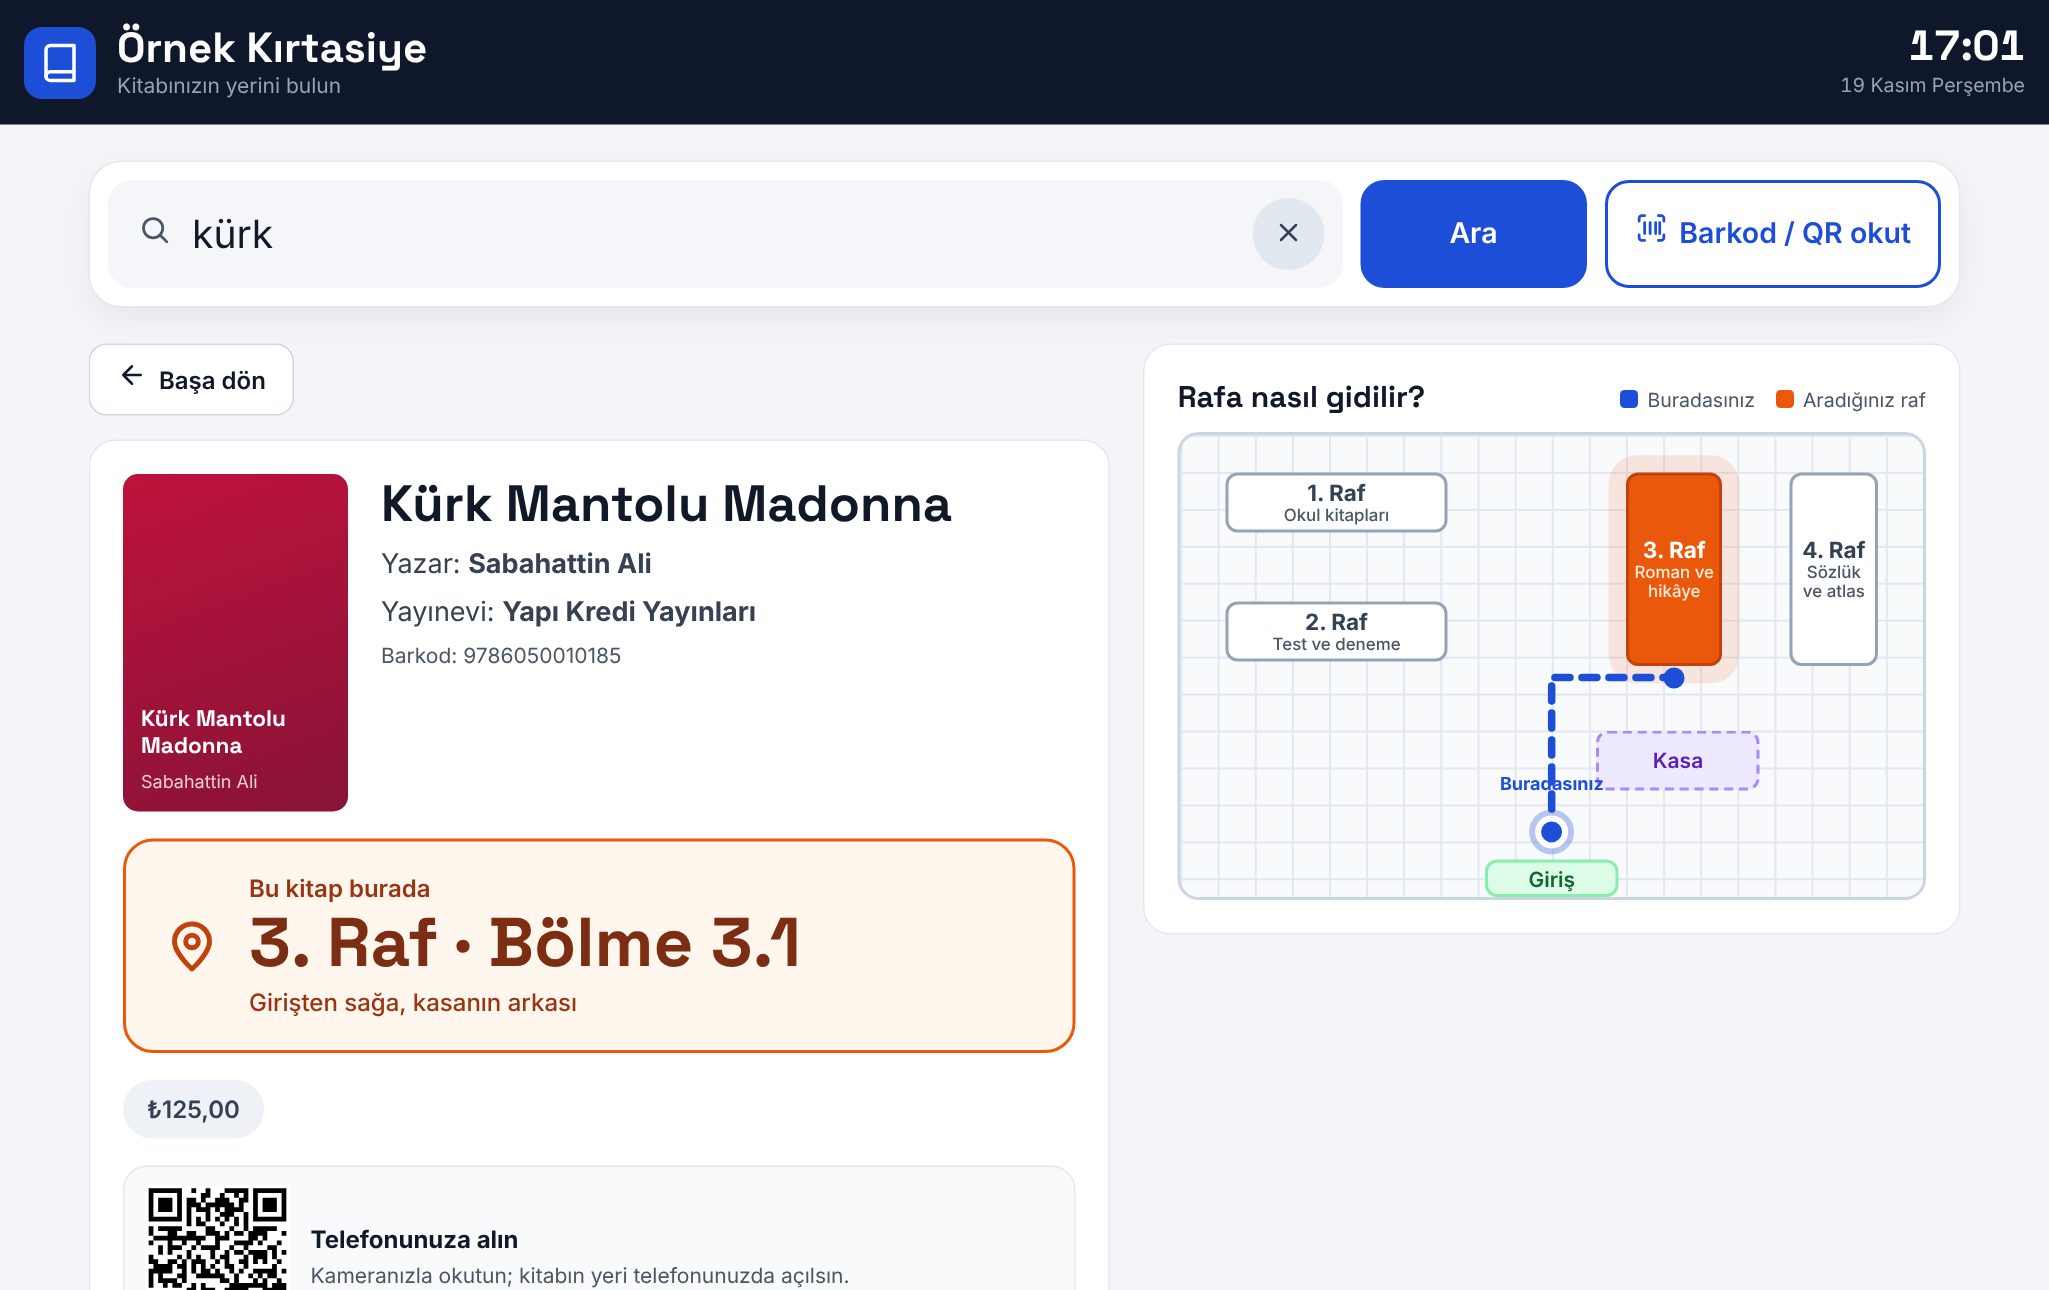 Örnek Kırtasiye
Kitabınızın yerini bulun
17:01
19 Kasım Perşembe
kürk
Ara
Barkod / QR okut
Başa dön
Kürk Mantolu
Madonna
Sabahattin Ali
Kürk Mantolu Madonna
Yazar: Sabahattin Ali
Yayınevi: Yapı Kredi Yayınları
Barkod: 9786050010185
Bu kitap burada
3. Raf · Bölme 3.1
Girişten sağa, kasanın arkası
₺125,00
Telefonunuza alın
Kameranızla okutun; kitabın yeri telefonunuzda açılsın.
Rafa nasıl gidilir?
Buradasınız
Aradığınız raf
1. Raf
Okul kitapları
2. Raf
Test ve deneme
3. Raf
Roman ve
hikâye
4. Raf
Sözlük
ve atlas
Kasa
Buradasınız
Giriş